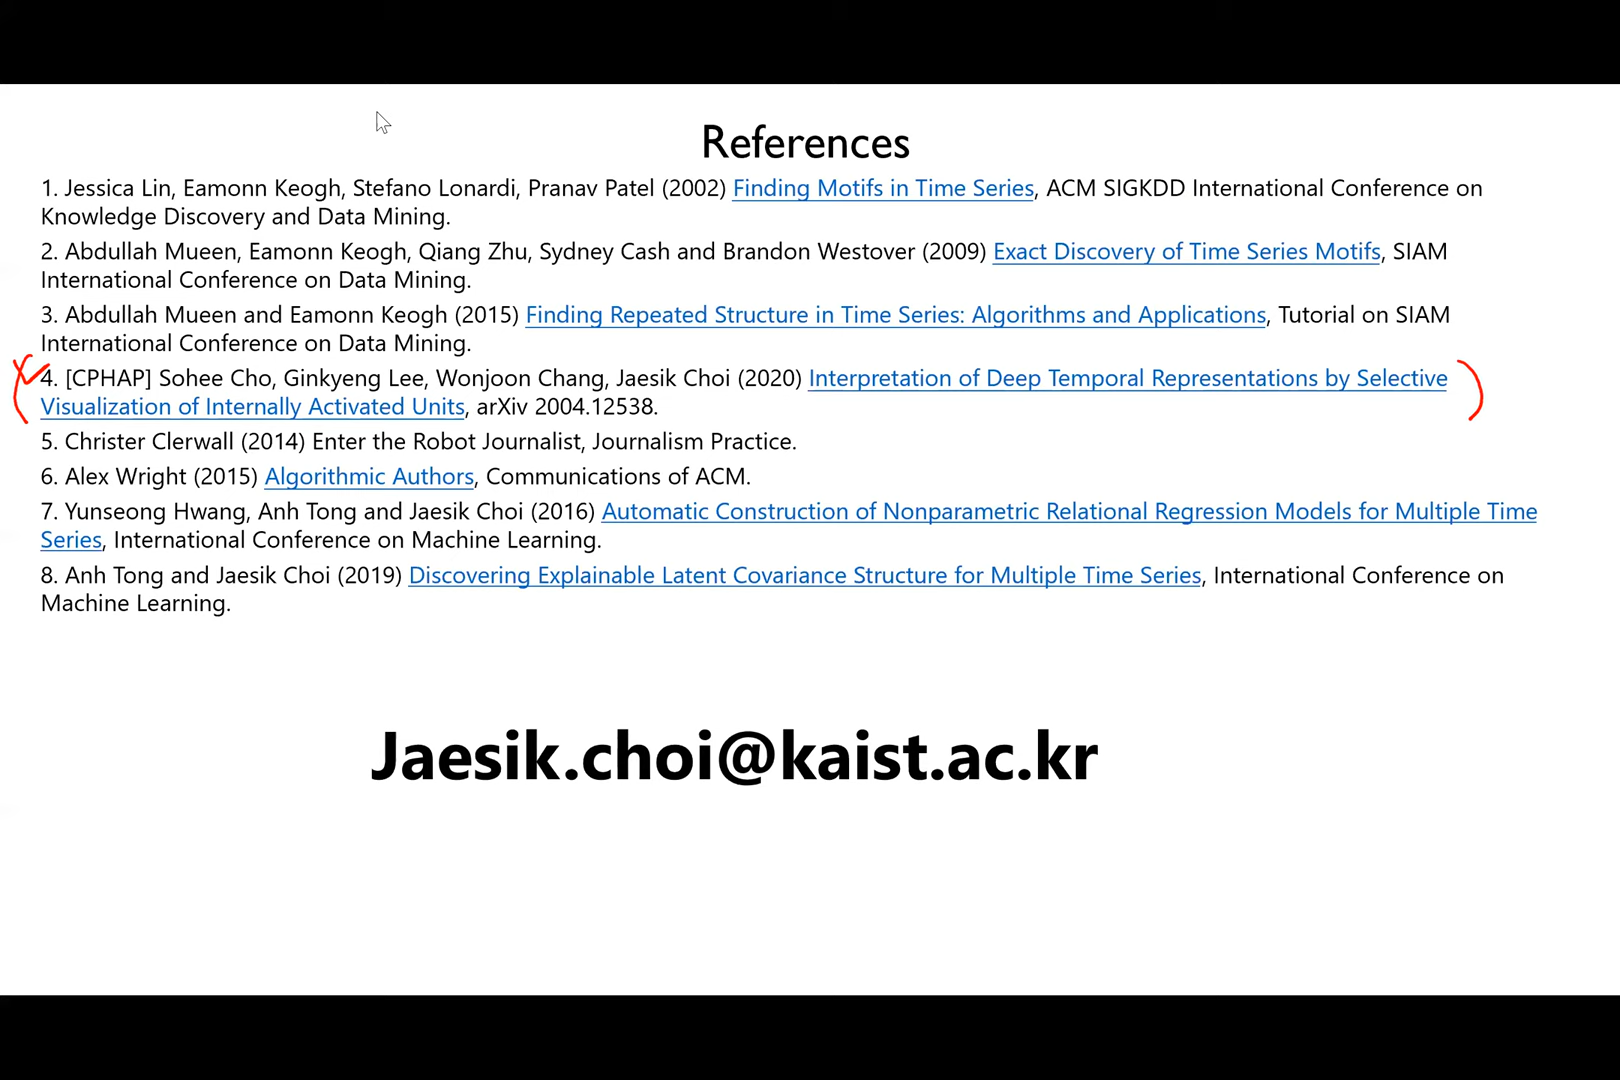 References
1. Jessica Lin, Eamonn Keogh, Stefano Lonardi, Pranav Patel (2002) Finding Motifs in Time Series, ACM SIGKDD International Conference on
Knowledge Discovery and Data Mining.
2. Abdullah Mueen, Eamonn Keogh, Qiang Zhu, Sydney Cash and Brandon Westover (2009) Exact Discovery of Time Series Motifs, SIAM
International Conference on Data Mining.
3. Abdullah Mueen and Eamonn Keogh (2015) Finding Repeated Structure in Time Series: Algorithms and Applications, Tutorial on SIAM
International Conference on Data Mining.
4. [CPHAP] Sohee Cho, Ginkyeng Lee, Wonjoon Chang, Jaesik Choi (2020) Interpretation of Deep Temporal Representations by Selective
Visualization of Internally Activated Units, arXiv 2004.12538.
5. Christer Clerwall (2014) Enter the Robot Journalist, Journalism Practice.
6. Alex Wright (2015) Algorithmic Authors, Communications of ACM.
7. Yunseong Hwang, Anh Tong and Jaesik Choi (2016) Automatic Construction of Nonparametric Relational Regression Models for Multiple Time
Series, International Conference on Machine Learning.
8. Anh Tong and Jaesik Choi (2019) Discovering Explainable Latent Covariance Structure for Multiple Time Series, International Conference on
Machine Learning.
Jaesik.choi@kaist.ac.kr